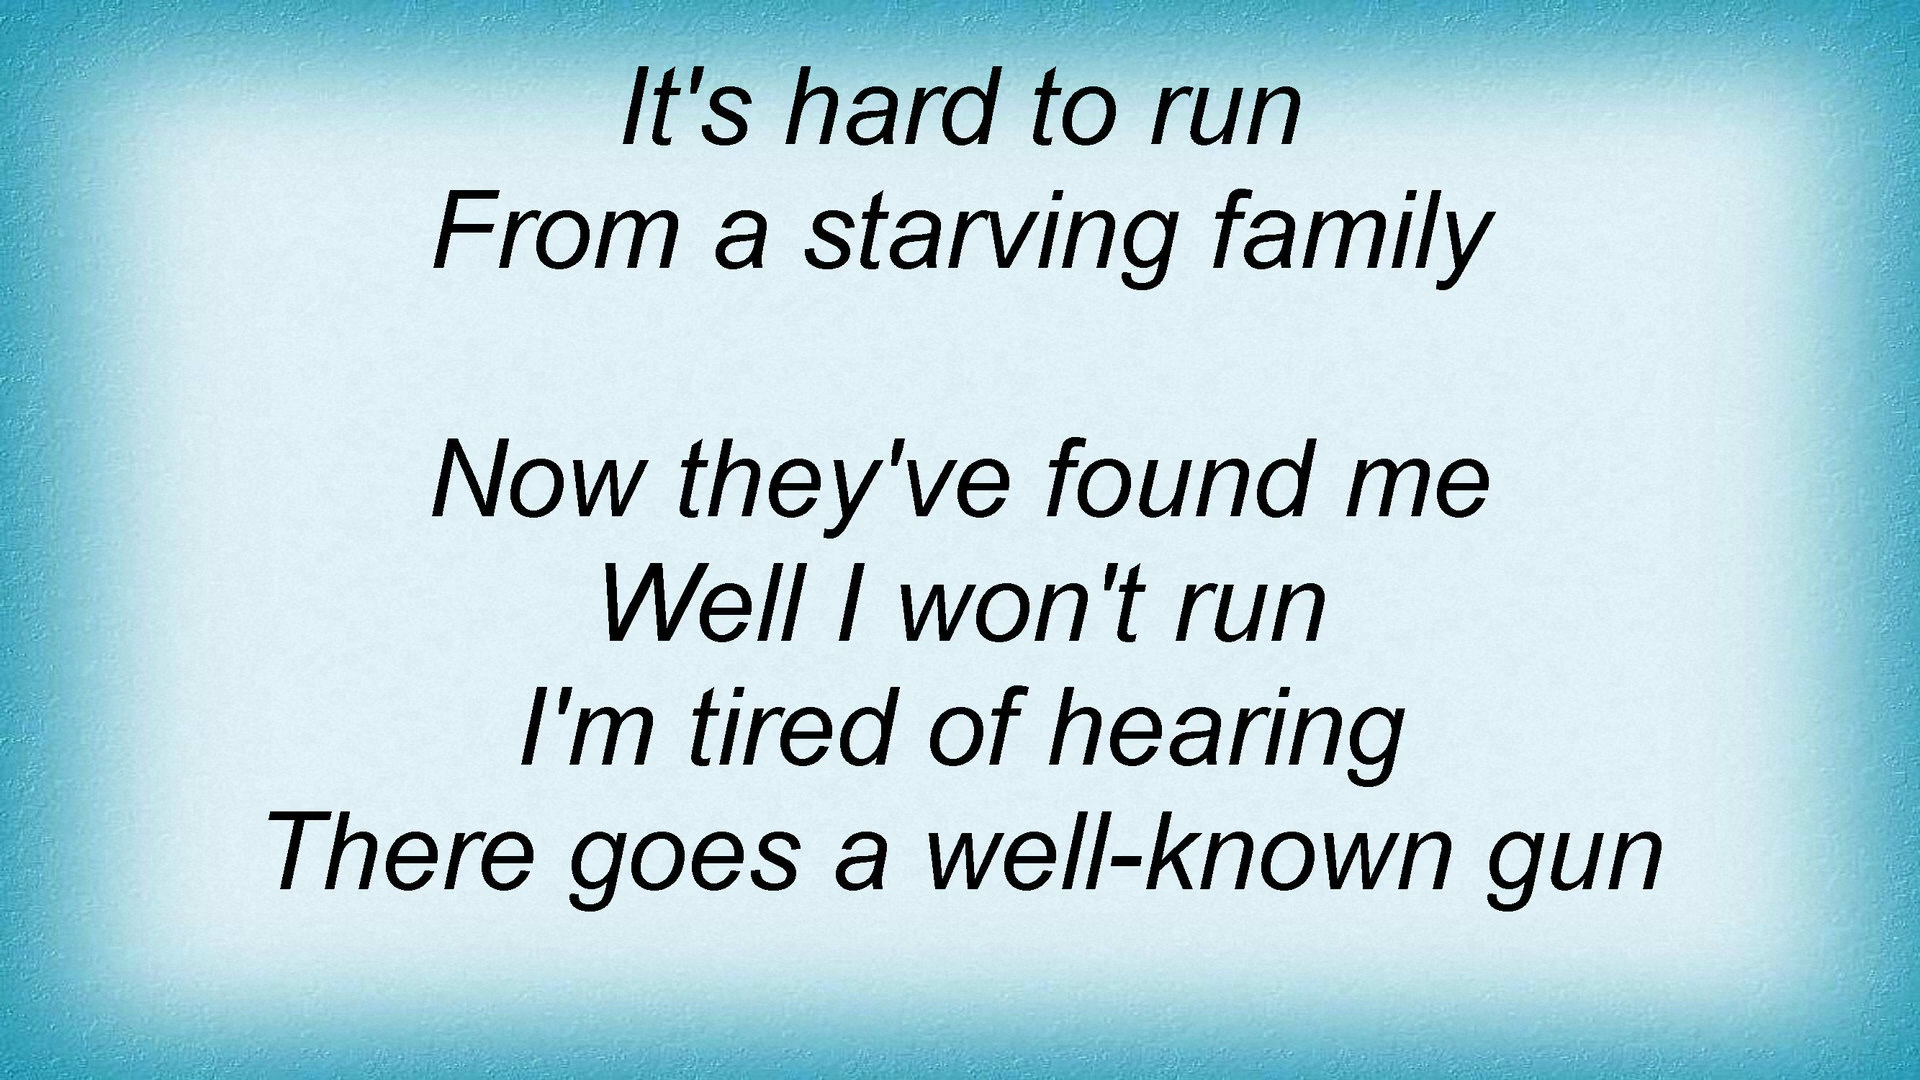 It's hard to run
From a starving family
Now they've found me
Well I won't run
I'm tired of hearing
There goes a well-known gun